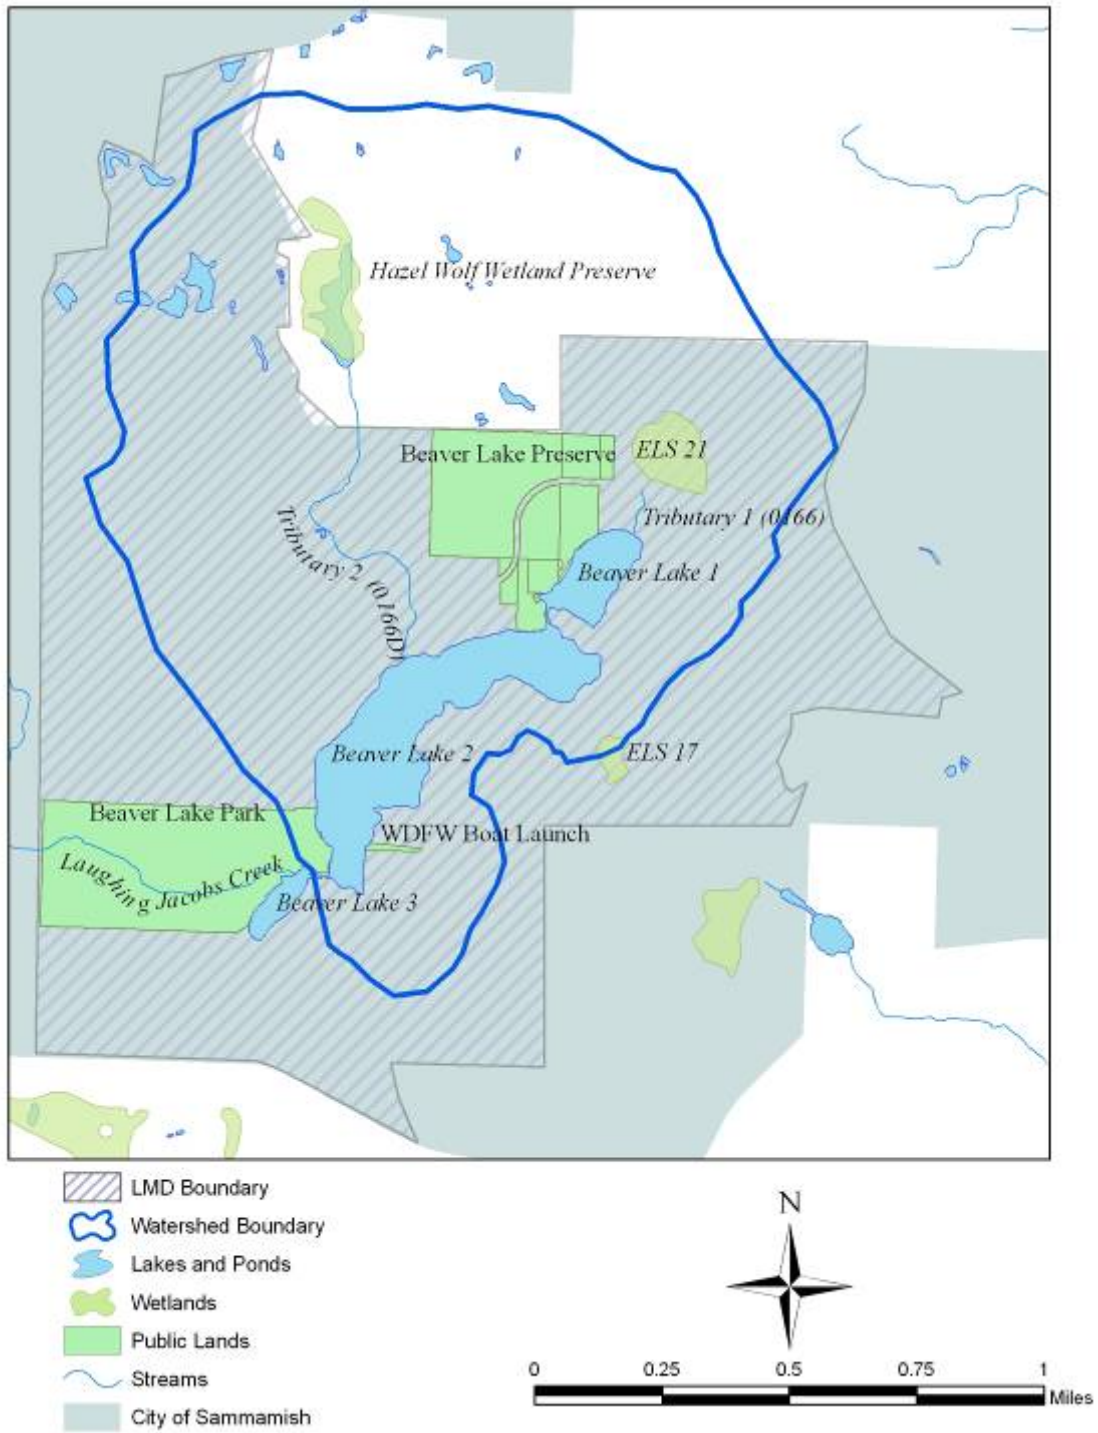 Hazel Wolf Wetland Preserve
Beaver Lake Preserve
ELS 21
Tributary 1 (0166)
Tributary 2 (0166D)
Beaver Lake 1
Beaver Lake 2
ELS 17
Beaver Lake Park
WDFW Boat Launch
Laughing Jacobs Creek
Beaver Lake 3
LMD Boundary
Watershed Boundary
Lakes and Ponds
Wetlands
Public Lands
Streams
City of Sammamish
N
0 0.25 0.5 0.75 1
Miles